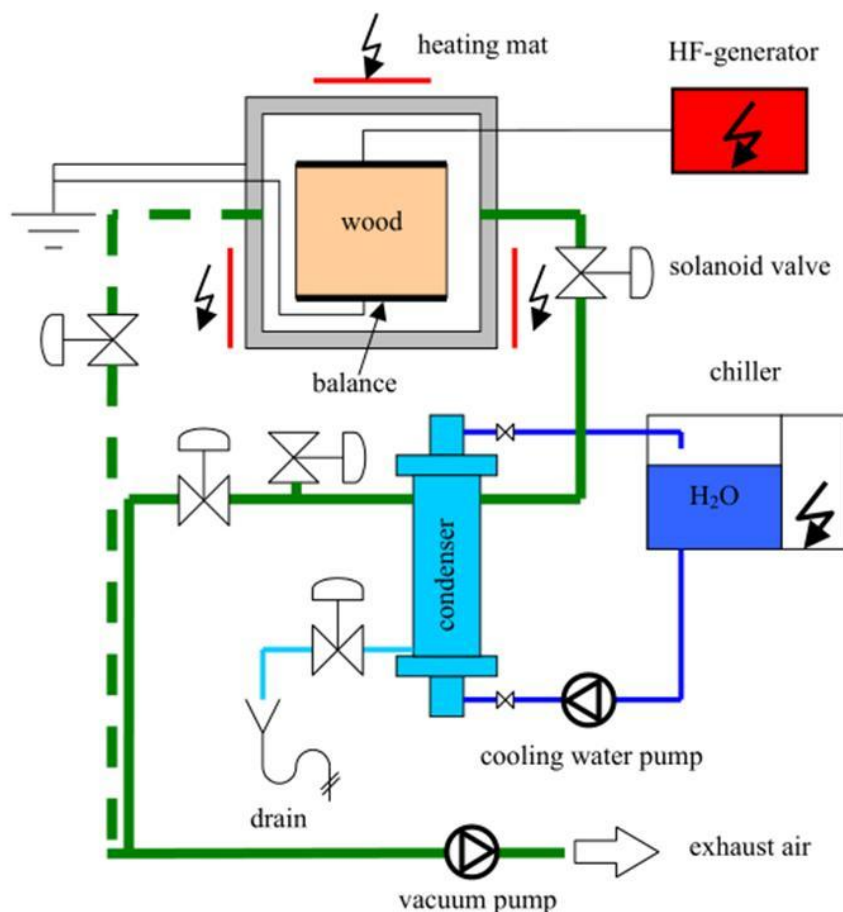 heating mat
HF-generator
wood
solanoid valve
balance
chiller
H₂O
condenser
cooling water pump
drain
exhaust air
vacuum pump